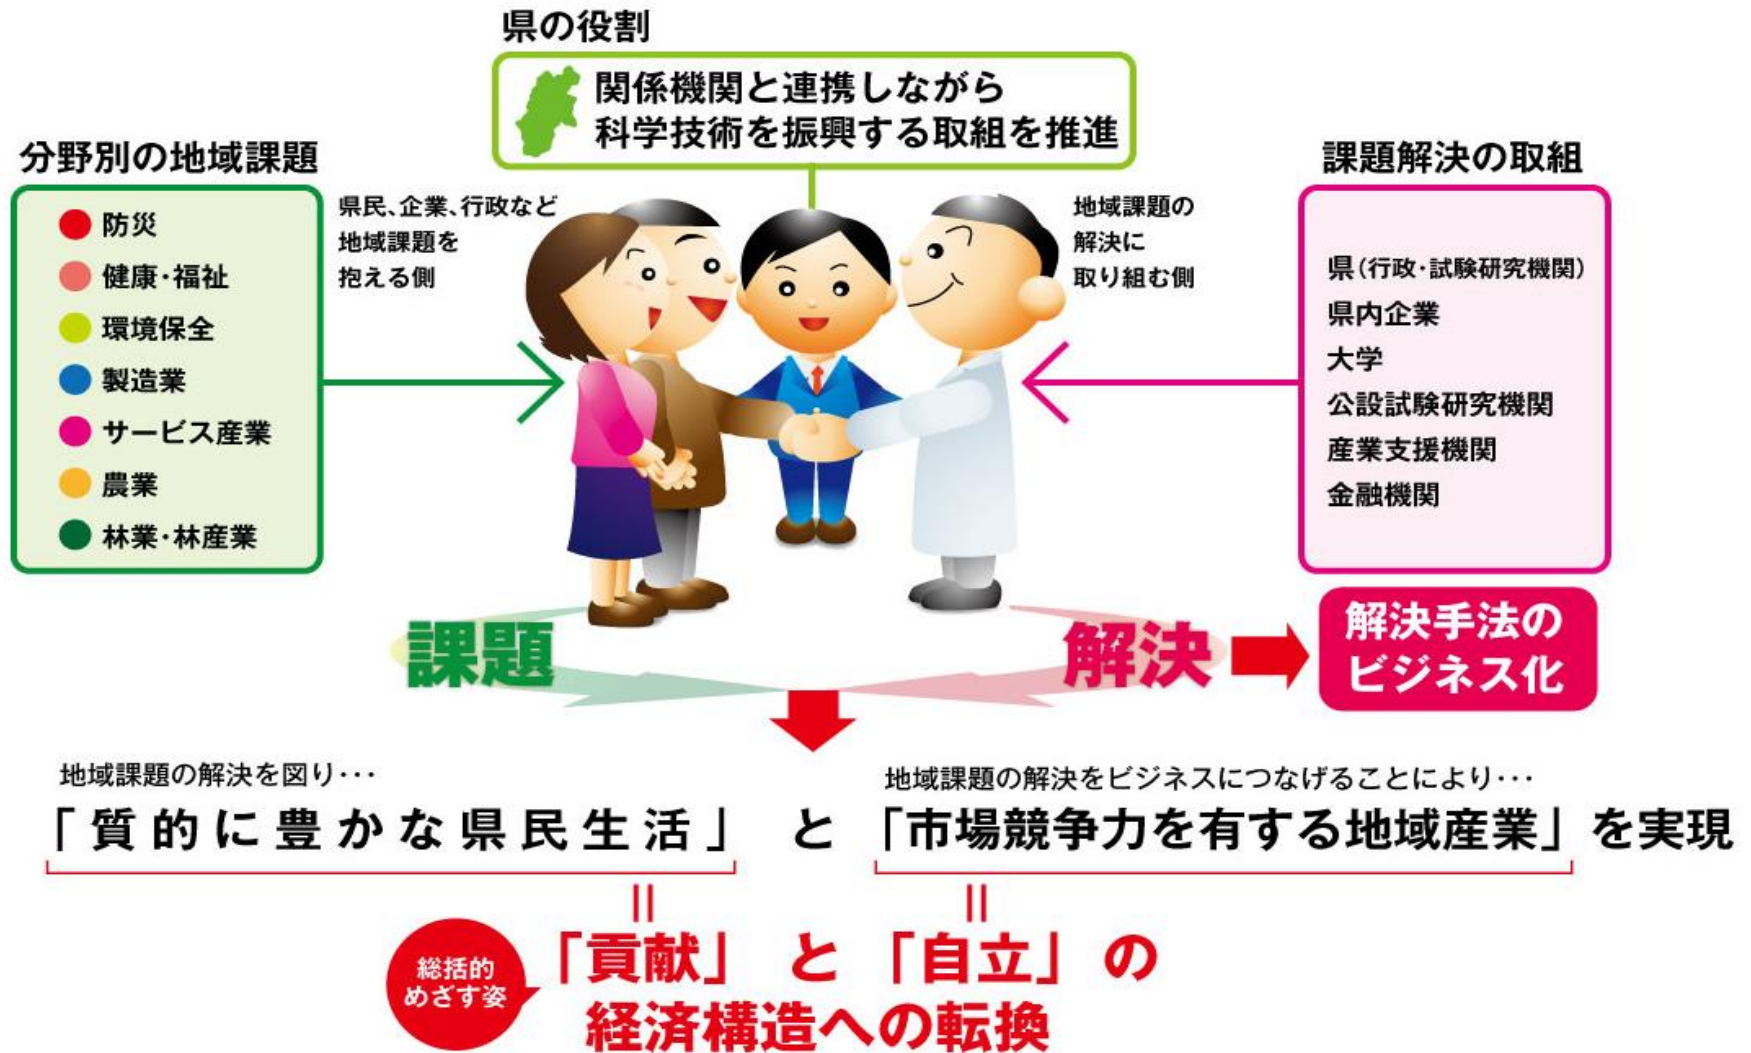 県の役割
関係機関と連携しながら
科学技術を振興する取組を推進
分野別の地域課題
防災
健康・福祉
環境保全
製造業
サービス産業
農業
林業・林産業
県民、企業、行政など
地域課題を
抱える側
地域課題の
解決に
取り組む側
課題解決の取組
県(行政・試験研究機関)
県内企業
大学
公設試験研究機関
産業支援機関
金融機関
課題
解決
解決手法の
ビジネス化
地域課題の解決を図り・・・
地域課題の解決をビジネスにつなげることにより・・・
「質的に豊かな県民生活」 と 「市場競争力を有する地域産業」 を実現
総括的
めざす姿
「貢献」 と 「自立」 の
経済構造への転換